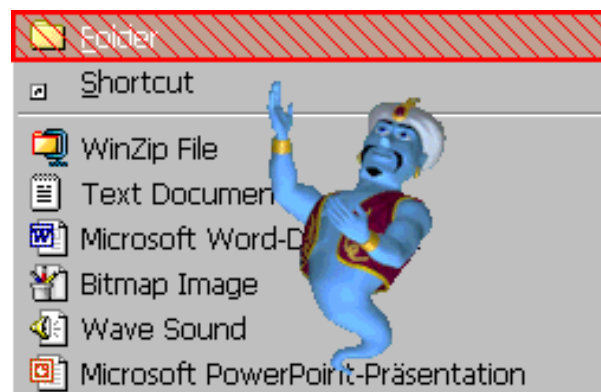 Folder
Shortcut
WinZip File
Text Documen
Microsoft Word-D
Bitmap Image
Wave Sound
Microsoft PowerPoint-Präsentation